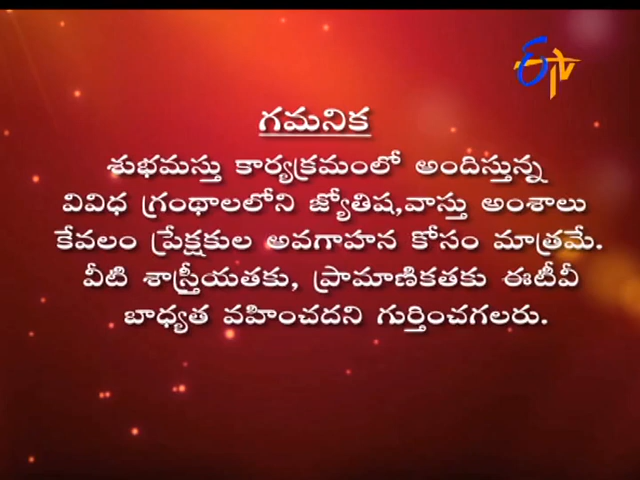 ETV
గమనిక
శుభమస్తు కార్యక్రమంలో అందిస్తున్న
వివిధ గ్రంథాలలోని జ్యోతిష,వాస్తు అంశాలు
కేవలం ప్రేక్షకుల అవగాహన కోసం మాత్రమే.
వీటి శాస్త్రీయతకు, ప్రామాణికతకు ఈటీవీ
బాధ్యత వహించదని గుర్తించగలరు.